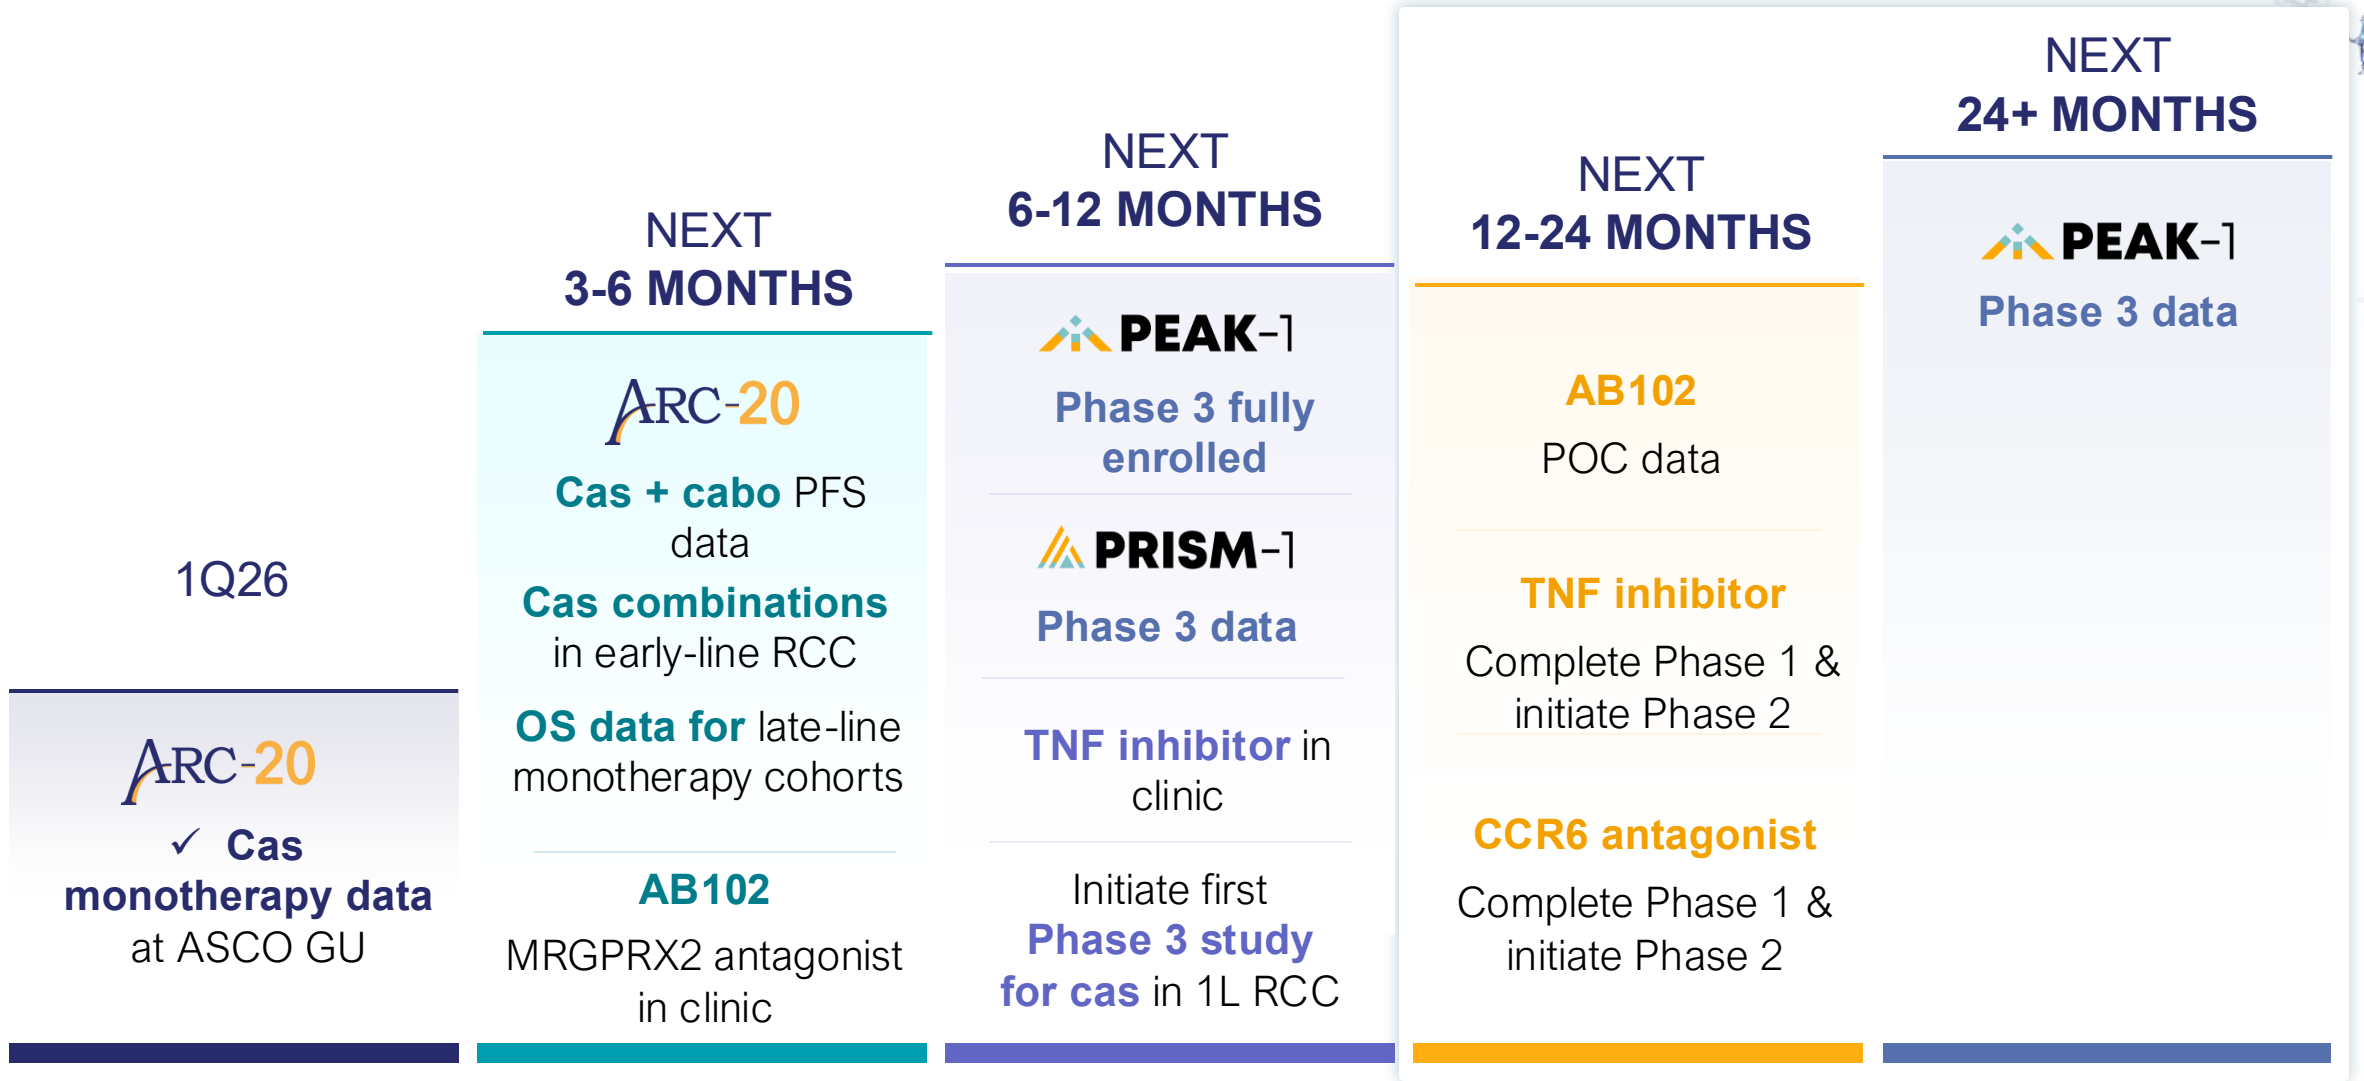 1Q26
ARC-20
✓ Cas
monotherapy data
at ASCO GU
NEXT
3-6 MONTHS
ARC-20
Cas + cabo PFS
data
Cas combinations
in early-line RCC
OS data for late-line
monotherapy cohorts
AB102
MRGPRX2 antagonist
in clinic
NEXT
6-12 MONTHS
PEAK-1
Phase 3 fully
enrolled
PRISM-1
Phase 3 data
TNF inhibitor in
clinic
Initiate first
Phase 3 study
for cas in 1L RCC
NEXT
12-24 MONTHS
AB102
POC data
TNF inhibitor
Complete Phase 1 &
initiate Phase 2
CCR6 antagonist
Complete Phase 1 &
initiate Phase 2
NEXT
24+ MONTHS
PEAK-1
Phase 3 data